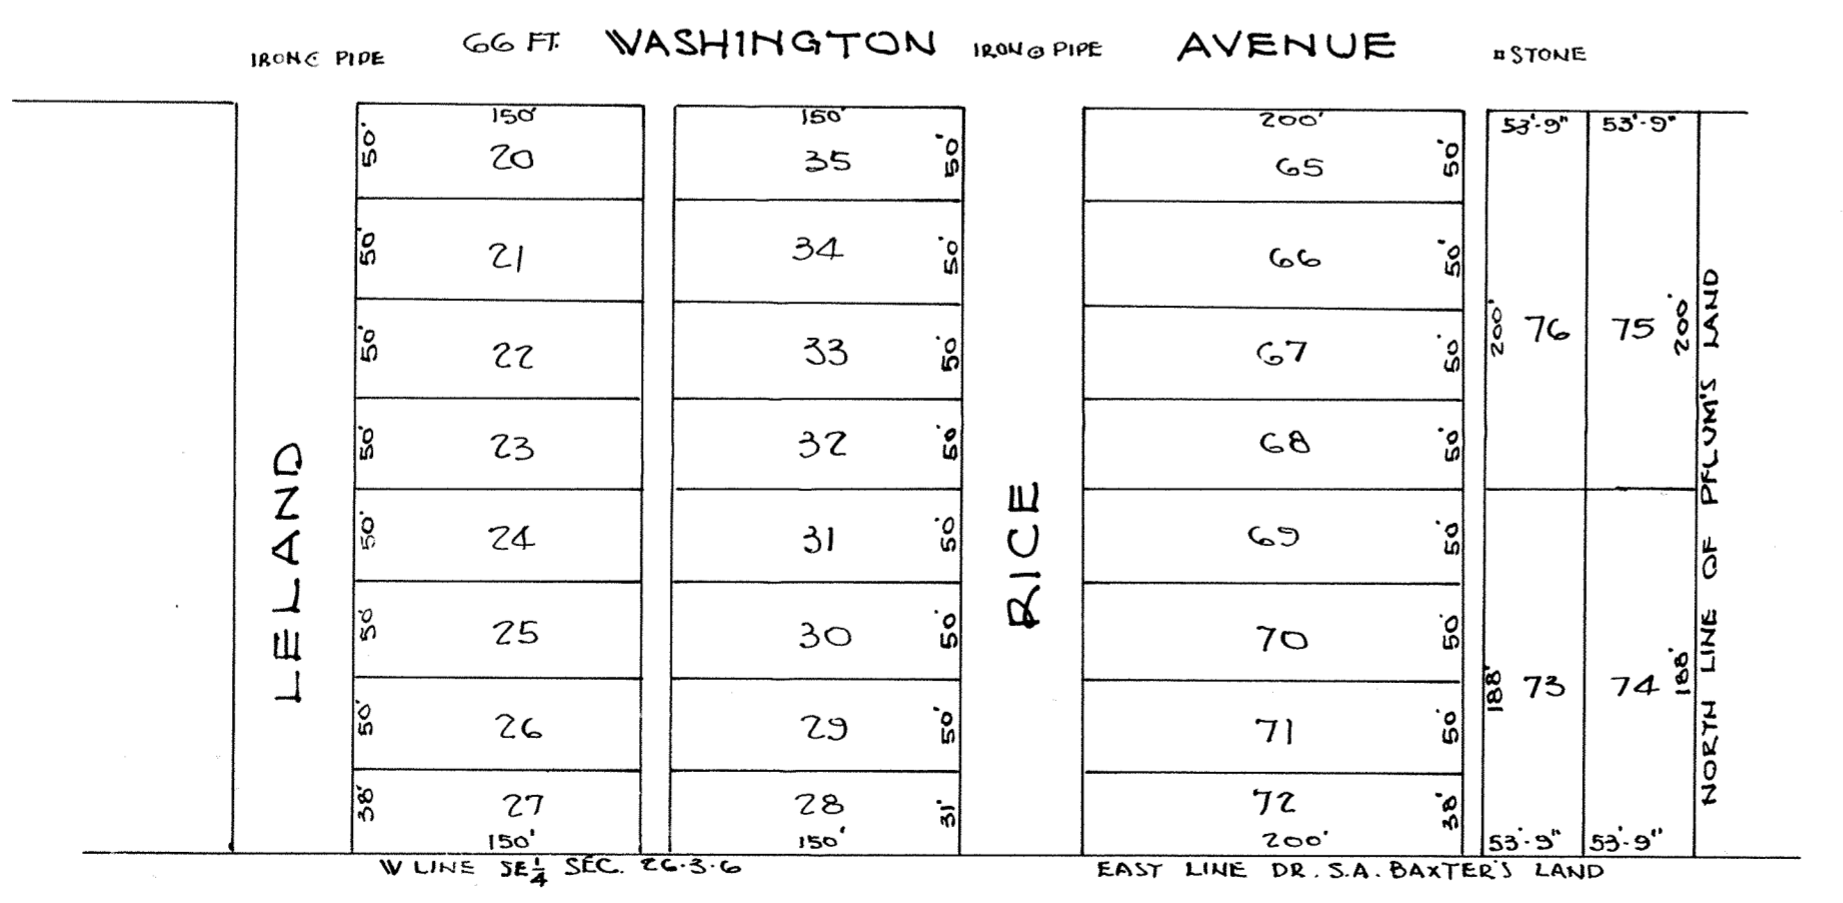 66 FT. WASHINGTON AVENUE
IRON PIPE IRON PIPE STONE
150' 150' 200' 53'-9" 53'-9"
50' 20 35 50' 65 50'
50' 21 34 50' 66 50'
50' 22 33 50' 67 50'
200' 76 75 200'
50' 23 32 50' 68 50'
50' 24 31 50' 69 50'
50' 25 30 50' 70 50'
50' 26 29 50' 71 50'
188' 73 74 188'
38' 27 28 31' 72 38'
150' 150' 200' 53'-9" 53'-9"
LELAND
RICE
NORTH LINE OF PFLUM'S LAND
W LINE SE 1/4 SEC. 26-3-6
EAST LINE DR. S.A. BAXTER'S LAND